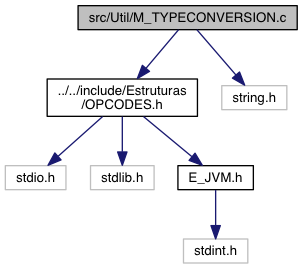 src/Util/M_TYPECONVERSION.c
../../include/Estruturas
/OPCODES.h
string.h
stdio.h
stdlib.h
E_JVM.h
stdint.h